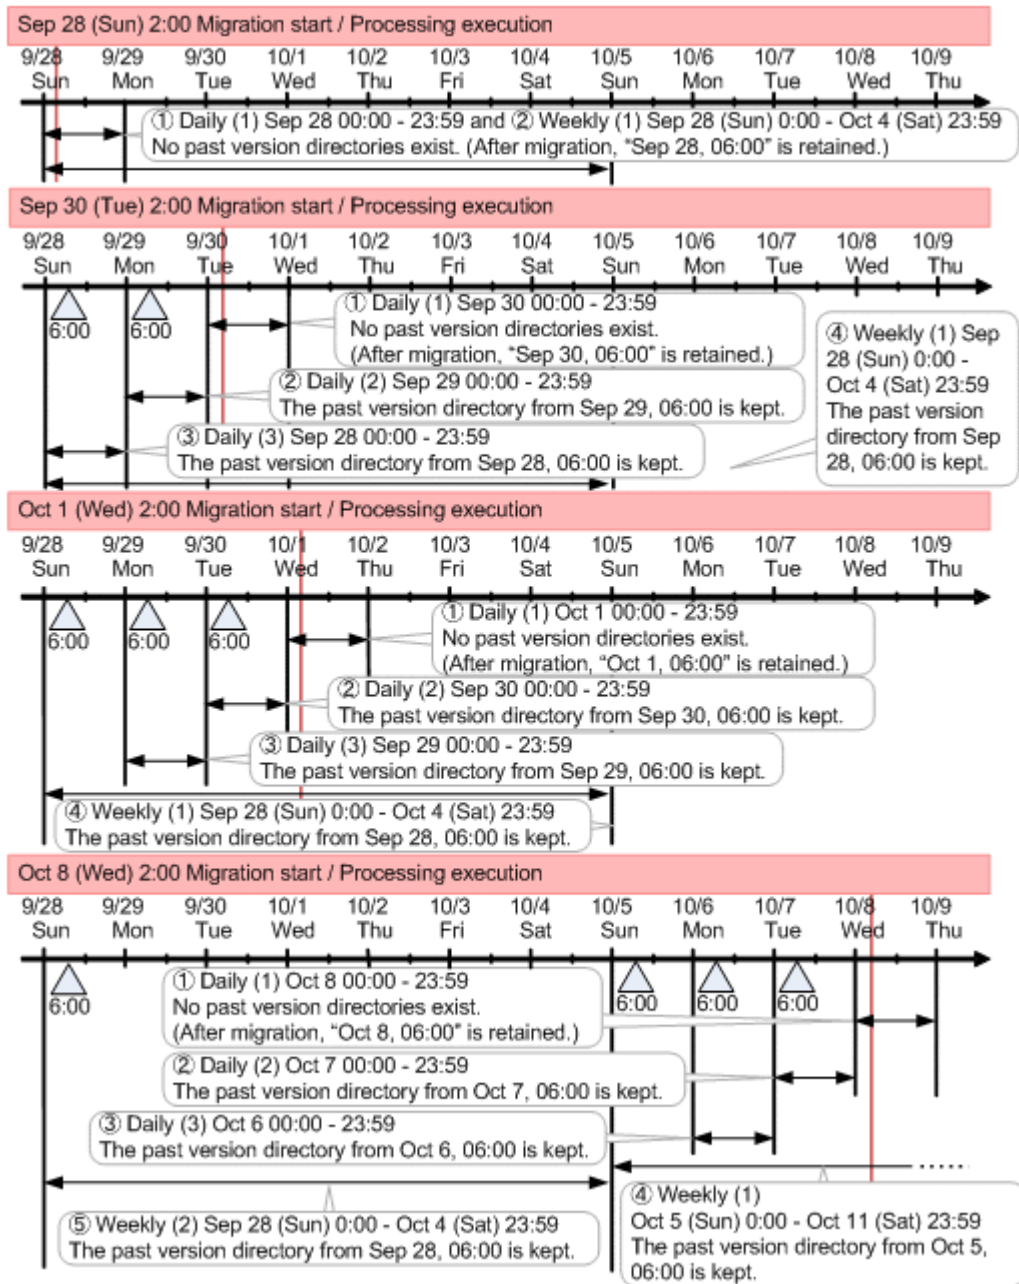 Sep 28 (Sun) 2:00 Migration start / Processing execution
9/28 9/29 9/30 10/1 10/2 10/3 10/4 10/5 10/6 10/7 10/8 10/9
Sun Mon Tue Wed Thu Fri Sat Sun Mon Tue Wed Thu
① Daily (1) Sep 28 00:00 - 23:59 and ② Weekly (1) Sep 28 (Sun) 0:00 - Oct 4 (Sat) 23:59
No past version directories exist. (After migration, “Sep 28, 06:00” is retained.)
Sep 30 (Tue) 2:00 Migration start / Processing execution
9/28 9/29 9/30 10/1 10/2 10/3 10/4 10/5 10/6 10/7 10/8 10/9
Sun Mon Tue Wed Thu Fri Sat Sun Mon Tue Wed Thu
6:00 6:00
① Daily (1) Sep 30 00:00 - 23:59
No past version directories exist.
(After migration, “Sep 30, 06:00” is retained.)
② Daily (2) Sep 29 00:00 - 23:59
The past version directory from Sep 29, 06:00 is kept.
③ Daily (3) Sep 28 00:00 - 23:59
The past version directory from Sep 28, 06:00 is kept.
④ Weekly (1) Sep
28 (Sun) 0:00 -
Oct 4 (Sat) 23:59
The past version
directory from Sep
28, 06:00 is kept.
Oct 1 (Wed) 2:00 Migration start / Processing execution
9/28 9/29 9/30 10/1 10/2 10/3 10/4 10/5 10/6 10/7 10/8 10/9
Sun Mon Tue Wed Thu Fri Sat Sun Mon Tue Wed Thu
6:00 6:00 6:00
① Daily (1) Oct 1 00:00 - 23:59
No past version directories exist.
(After migration, “Oct 1, 06:00” is retained.)
② Daily (2) Sep 30 00:00 - 23:59
The past version directory from Sep 30, 06:00 is kept.
③ Daily (3) Sep 29 00:00 - 23:59
The past version directory from Sep 29, 06:00 is kept.
④ Weekly (1) Sep 28 (Sun) 0:00 - Oct 4 (Sat) 23:59
The past version directory from Sep 28, 06:00 is kept.
Oct 8 (Wed) 2:00 Migration start / Processing execution
9/28 9/29 9/30 10/1 10/2 10/3 10/4 10/5 10/6 10/7 10/8 10/9
Sun Mon Tue Wed Thu Fri Sat Sun Mon Tue Wed Thu
6:00 6:00 6:00 6:00
① Daily (1) Oct 8 00:00 - 23:59
No past version directories exist.
(After migration, “Oct 8, 06:00” is retained.)
② Daily (2) Oct 7 00:00 - 23:59
The past version directory from Oct 7, 06:00 is kept.
③ Daily (3) Oct 6 00:00 - 23:59
The past version directory from Oct 6, 06:00 is kept.
④ Weekly (1)
Oct 5 (Sun) 0:00 - Oct 11 (Sat) 23:59
The past version directory from Oct 5,
06:00 is kept.
⑤ Weekly (2) Sep 28 (Sun) 0:00 - Oct 4 (Sat) 23:59
The past version directory from Sep 28, 06:00 is kept.